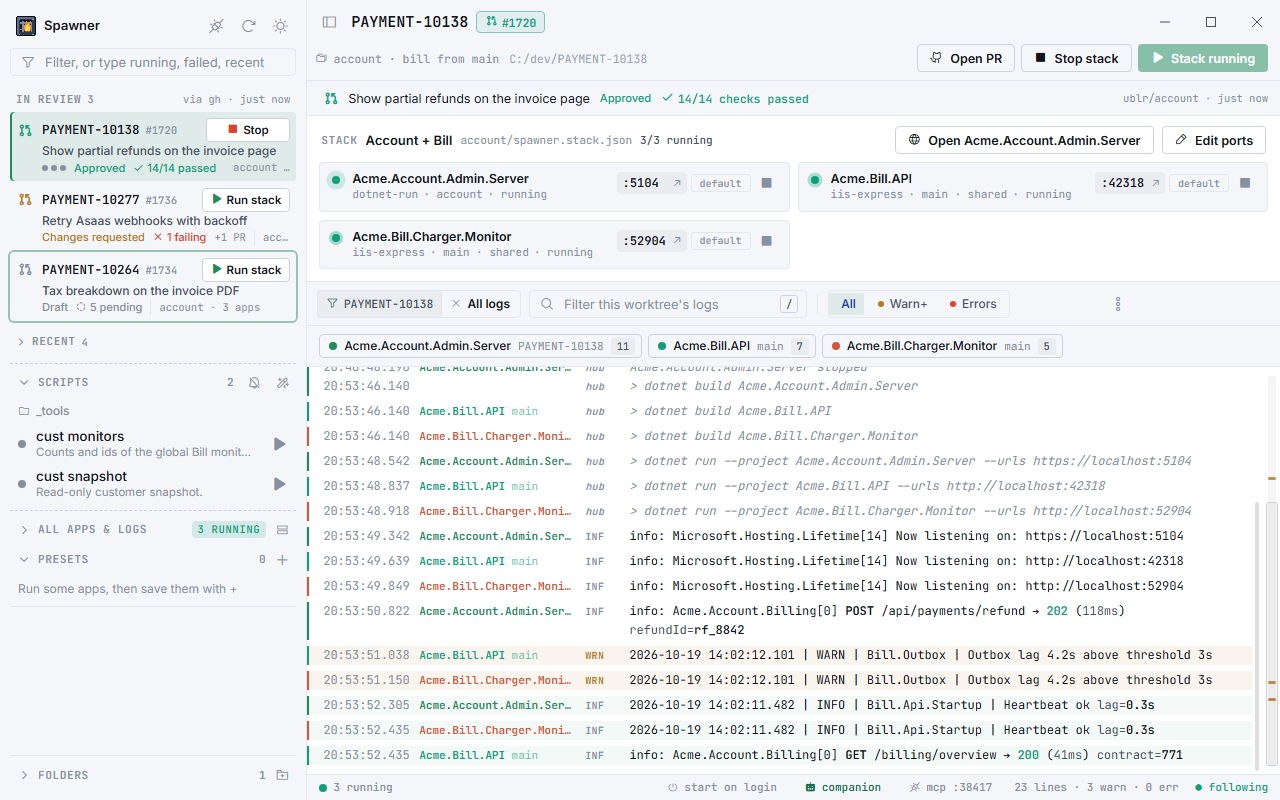 Spawner
Filter, or type running, failed, recent
IN REVIEW 3 via gh · just now
PAYMENT-10138 #1720 Stop
Show partial refunds on the invoice page
Approved 14/14 passed account …
PAYMENT-10277 #1736 Run stack
Retry Asaas webhooks with backoff
Changes requested 1 failing +1 PR acc…
PAYMENT-10264 #1734 Run stack
Tax breakdown on the invoice PDF
Draft 5 pending account · 3 apps
RECENT 4
SCRIPTS 2
_tools
cust monitors
Counts and ids of the global Bill monit…
cust snapshot
Read-only customer snapshot.
ALL APPS & LOGS 3 RUNNING
PRESETS 0
Run some apps, then save them with +
FOLDERS 1
PAYMENT-10138 #1720
account · bill from main C:/dev/PAYMENT-10138
Open PR Stop stack Stack running
Show partial refunds on the invoice page Approved 14/14 checks passed ublr/account · just now
STACK Account + Bill account/spawner.stack.json 3/3 running Open Acme.Account.Admin.Server Edit ports
Acme.Account.Admin.Server :5104 default
dotnet-run · account · running
Acme.Bill.API :42318 default
iis-express · main · shared · running
Acme.Bill.Charger.Monitor :52904 default
iis-express · main · shared · running
PAYMENT-10138 All logs Filter this worktree's logs / All Warn+ Errors
Acme.Account.Admin.Server PAYMENT-10138 11 Acme.Bill.API main 7 Acme.Bill.Charger.Monitor main 5
Acme.Account.Admin.Ser… hub Acme.Account.Admin.Server stopped
20:53:46.140 hub > dotnet build Acme.Account.Admin.Server
20:53:46.140 Acme.Bill.API main hub > dotnet build Acme.Bill.API
20:53:46.140 Acme.Bill.Charger.Moni… hub > dotnet build Acme.Bill.Charger.Monitor
20:53:48.542 Acme.Account.Admin.Ser… hub > dotnet run --project Acme.Account.Admin.Server --urls https://localhost:5104
20:53:48.837 Acme.Bill.API main hub > dotnet run --project Acme.Bill.API --urls http://localhost:42318
20:53:48.918 Acme.Bill.Charger.Moni… hub > dotnet run --project Acme.Bill.Charger.Monitor --urls http://localhost:52904
20:53:49.342 Acme.Account.Admin.Ser… INF info: Microsoft.Hosting.Lifetime[14] Now listening on: https://localhost:5104
20:53:49.639 Acme.Bill.API main INF info: Microsoft.Hosting.Lifetime[14] Now listening on: http://localhost:42318
20:53:49.849 Acme.Bill.Charger.Moni… INF info: Microsoft.Hosting.Lifetime[14] Now listening on: http://localhost:52904
20:53:50.822 Acme.Account.Admin.Ser… INF info: Acme.Account.Billing[0] POST /api/payments/refund → 202 (118ms)
refundId=rf_8842
20:53:51.038 Acme.Bill.API main WRN 2026-10-19 14:02:12.101 | WARN | Bill.Outbox | Outbox lag 4.2s above threshold 3s
20:53:51.150 Acme.Bill.Charger.Moni… WRN 2026-10-19 14:02:12.101 | WARN | Bill.Outbox | Outbox lag 4.2s above threshold 3s
20:53:52.305 Acme.Account.Admin.Ser… INF 2026-10-19 14:02:11.482 | INFO | Bill.Api.Startup | Heartbeat ok lag=0.3s
20:53:52.435 Acme.Bill.Charger.Moni… INF 2026-10-19 14:02:11.482 | INFO | Bill.Api.Startup | Heartbeat ok lag=0.3s
20:53:52.435 Acme.Bill.API main INF info: Acme.Account.Billing[0] GET /billing/overview → 200 (41ms) contract=771
3 running start on login companion mcp :38417 23 lines · 3 warn · 0 err following